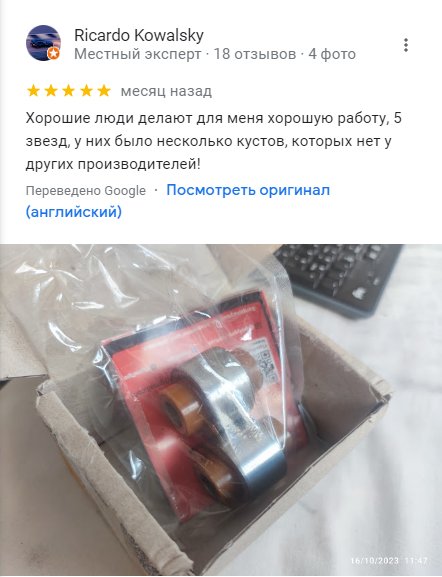 Ricardo Kowalsky
Местный эксперт · 18 отзывов · 4 фото
месяц назад
Хорошие люди делают для меня хорошую работу, 5
звезд, у них было несколько кустов, которых нет у
других производителей!
Переведено Google · Посмотреть оригинал
(английский)
16/10/2023 11:47